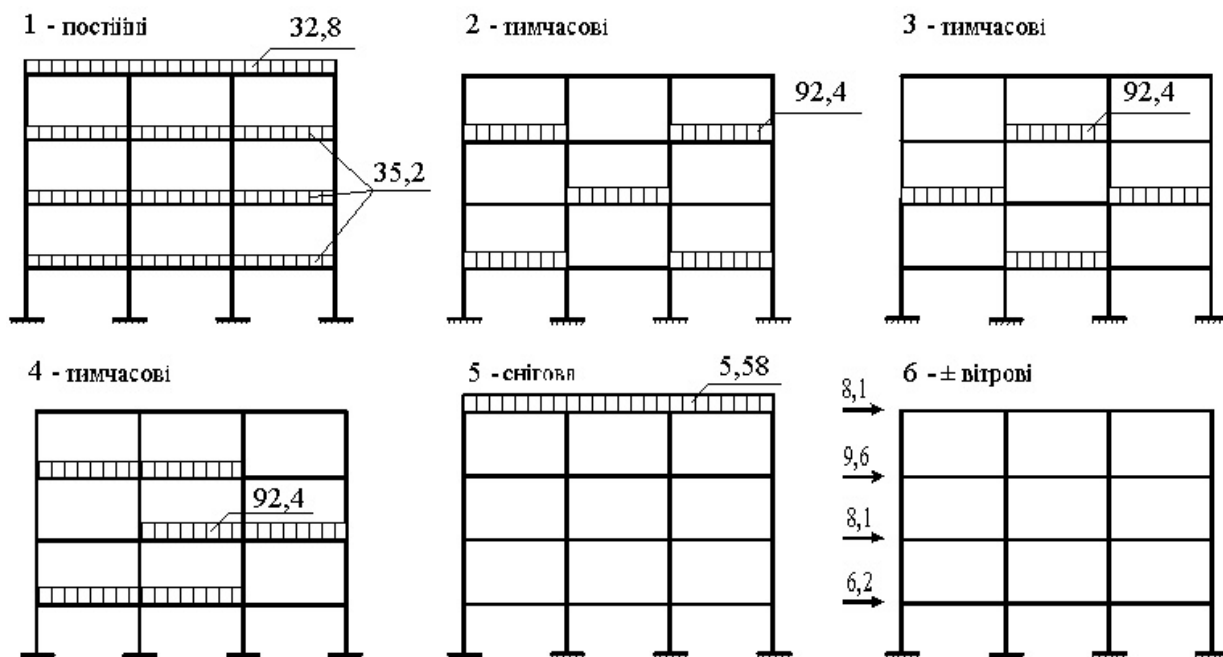 1 - постійні
32,8
35,2
2 - тимчасові
92,4
3 - тимчасові
92,4
4 - тимчасові
92,4
5 - снігова
5,58
6 - ± вітрові
8,1
9,6
8,1
6,2